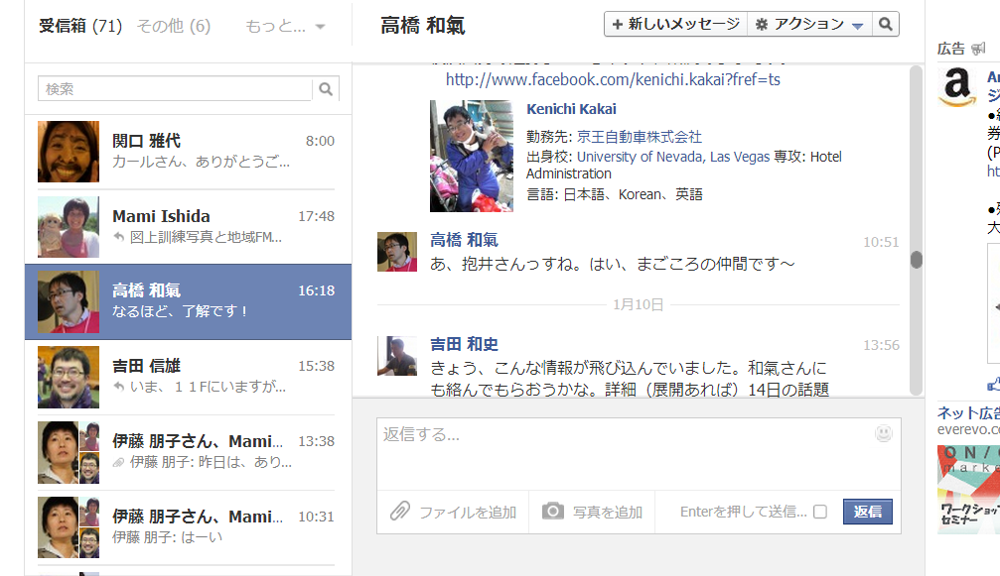 受信箱 (71) その他 (6) もっと...
検索
関口 雅代 8:00
カールさん、ありがとうご...
Mami Ishida 17:48
図上訓練写真と地域FM...
高橋 和氣 16:18
なるほど、了解です！
吉田 信雄 15:38
いま、１１Fにいますが...
伊藤 朋子さん、Mami... 13:38
伊藤 朋子: 昨日は、あり...
伊藤 朋子さん、Mami... 10:31
伊藤 朋子: はーい
高橋 和氣
+ 新しいメッセージ アクション
http://www.facebook.com/kenichi.kakai?fref=ts
Kenichi Kakai
勤務先: 京王自動車株式会社
出身校: University of Nevada, Las Vegas 専攻: Hotel
Administration
言語: 日本語、Korean、英語
高橋 和氣 10:51
あ、抱井さんっすね。はい、まごころの仲間です～
1月10日
吉田 和史 13:56
きょう、こんな情報が飛び込んでいました。和氣さんに
も絡んでもらおうかな。詳細（展開あれば）14日の話題
返信する...
ファイルを追加 写真を追加 Enterを押して送信... 返信
広告
ネット広告
everevo.co
ON/O
marke
ワークショップ
セミナー